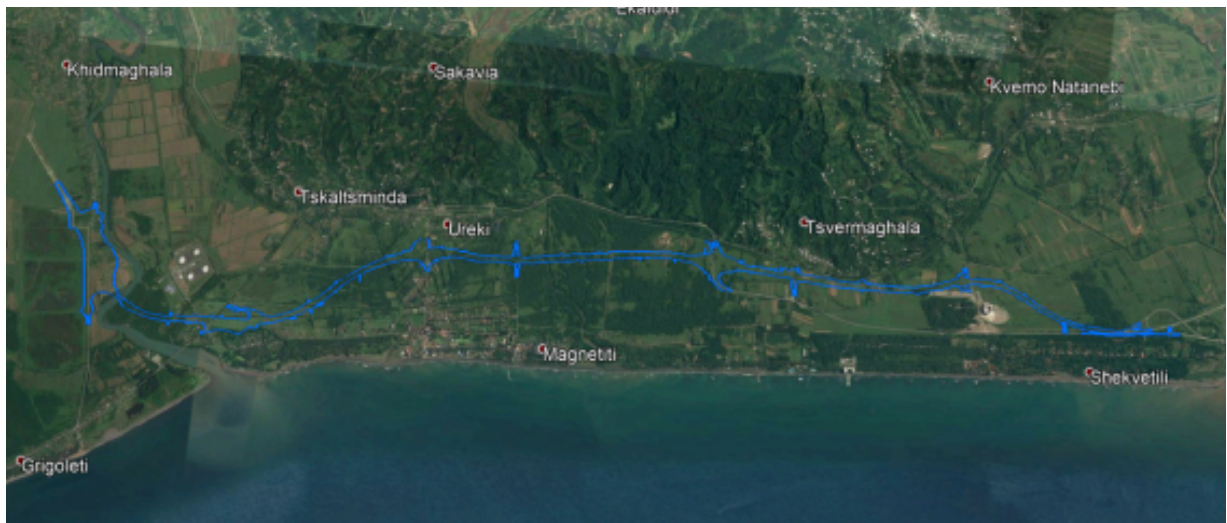 Khidmaghala
Sakavia
Kvemo Natanebi
Tskaltsminda
Ureki
Tsvermaghala
Magnetiti
Shekvetili
Grigoleti